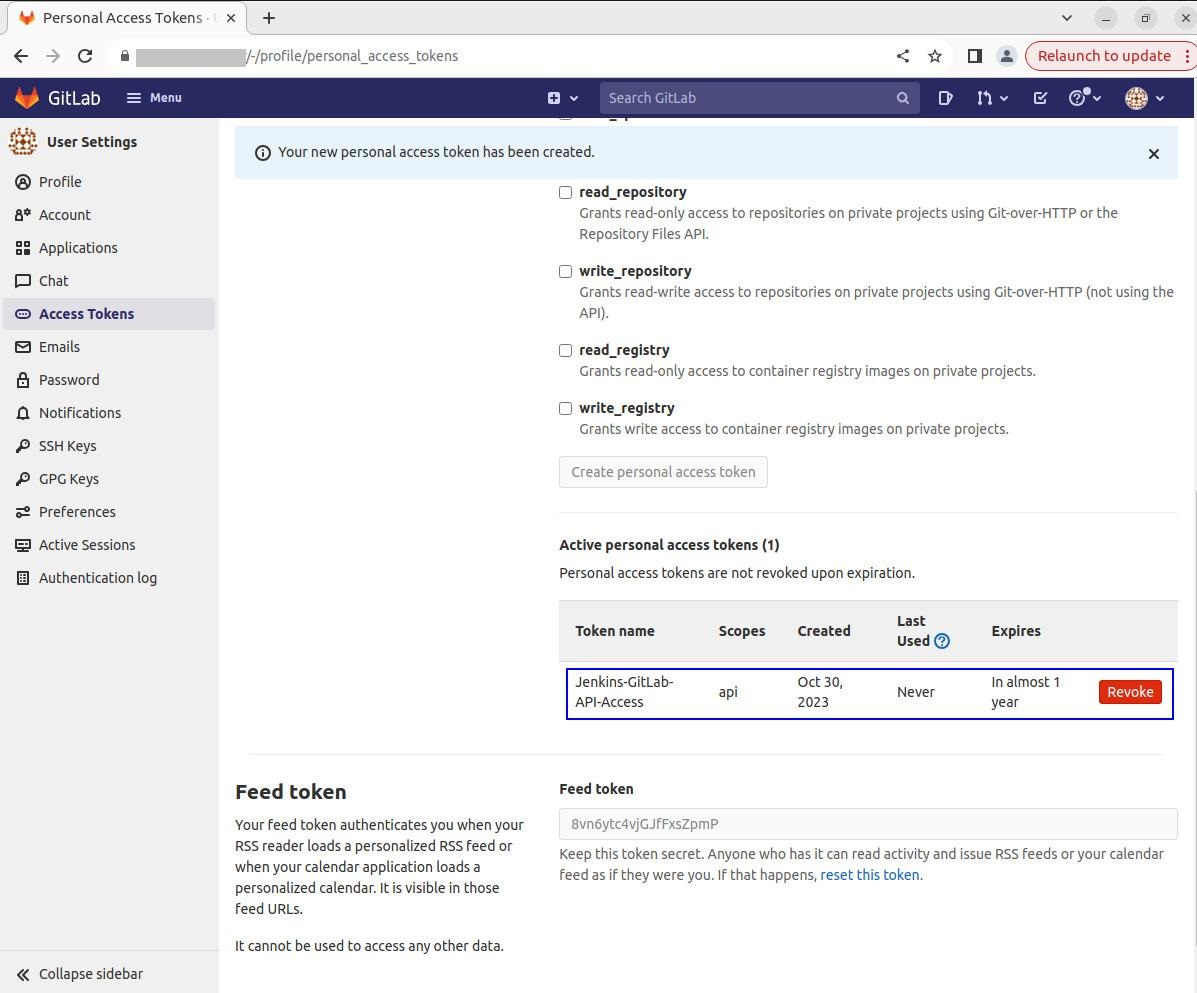 Personal Access Tokens ·
/-/profile/personal_access_tokens
Relaunch to update
GitLab
Menu
Search GitLab
User Settings
Profile
Account
Applications
Chat
Access Tokens
Emails
Password
Notifications
SSH Keys
GPG Keys
Preferences
Active Sessions
Authentication log
Collapse sidebar
Your new personal access token has been created.
read_repository
Grants read-only access to repositories on private projects using Git-over-HTTP or the
Repository Files API.
write_repository
Grants read-write access to repositories on private projects using Git-over-HTTP (not using the
API).
read_registry
Grants read-only access to container registry images on private projects.
write_registry
Grants write access to container registry images on private projects.
Create personal access token
Active personal access tokens (1)
Personal access tokens are not revoked upon expiration.
Token name Scopes Created Last Used Expires
Jenkins-GitLab-API-Access api Oct 30, 2023 Never In almost 1 year Revoke
Feed token
Your feed token authenticates you when your
RSS reader loads a personalized RSS feed or
when your calendar application loads a
personalized calendar. It is visible in those
feed URLs.
It cannot be used to access any other data.
Feed token
8vn6ytc4vjGJfFxsZpmP
Keep this token secret. Anyone who has it can read activity and issue RSS feeds or your calendar
feed as if they were you. If that happens, reset this token.